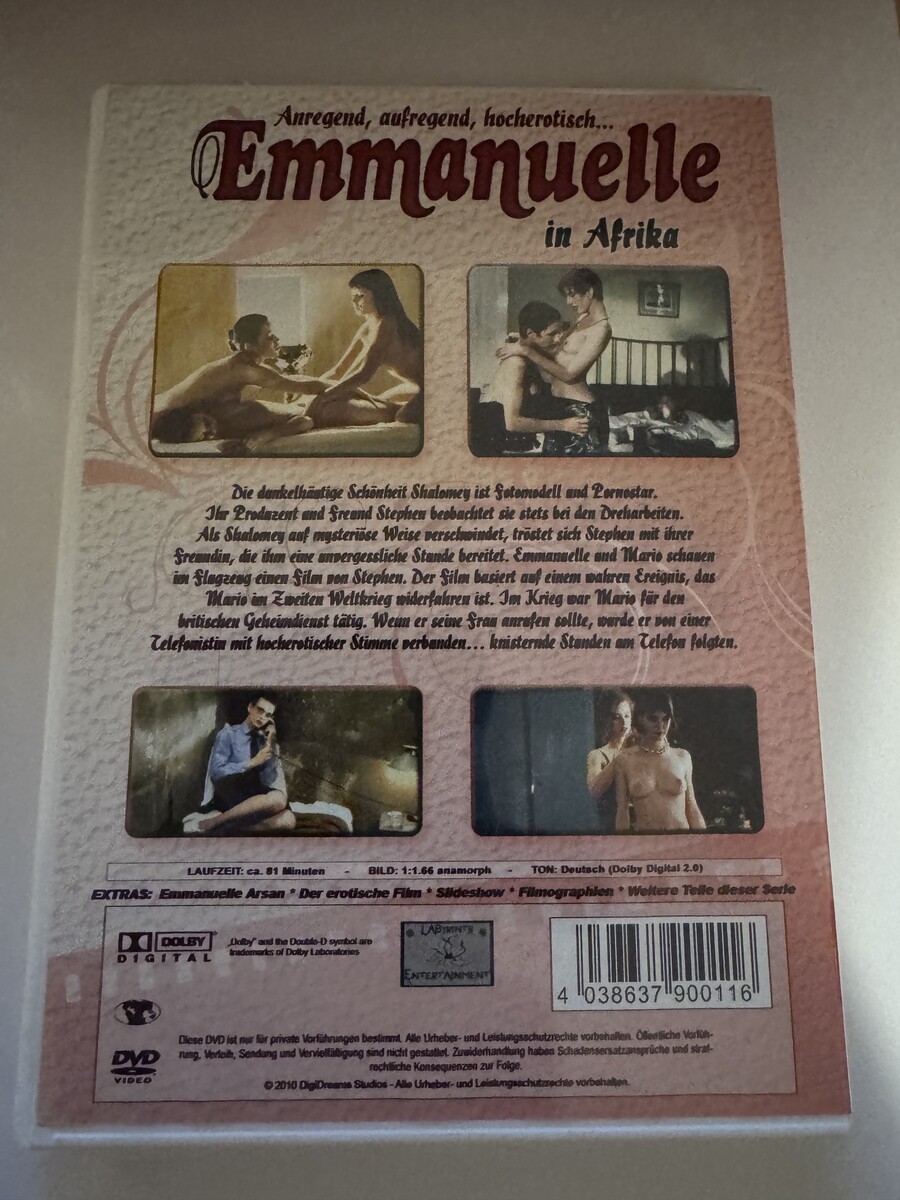 Anregend, aufregend, hocherotisch...
Emmanuelle
in Afrika
Die dunkelhäutige Schönheit Shalomey ist Fotomodell und Pornostar.
Ihr Produzent und Freund Stephen beobachtet sie stets bei den Dreharbeiten.
Als Shalomey auf mysteriöse Weise verschwindet, tröstet sich Stephen mit ihrer
Freundin, die ihm eine unvergessliche Stunde bereitet. Emmanuelle und Mario schauen
im Flugzeug einen Film von Stephen. Der Film basiert auf einem wahren Ereignis, das
Mario im Zweiten Weltkrieg widerfahren ist. Im Krieg war Mario für den
britischen Geheimdienst tätig. Wenn er seine Frau anrufen sollte, wurde er von einer
Telefonistin mit hocherotischer Stimme verbunden... knisternde Stunden am Telefon folgten.
LAUFZEIT: ca. 81 Minuten - BILD: 1:1.66 anamorph - TON: Deutsch (Dolby Digital 2.0)
EXTRAS: Emmanuelle Arsan * Der erotische Film * Slideshow * Filmographien * Weitere Teile dieser Serie
DOLBY
DIGITAL
„Dolby" and the Double-D symbol are
trademarks of Dolby Laboratories
LABYRINTH
ENTERTAINMENT
4 038637 900116
DVD
VIDEO
Diese DVD ist nur für private Vorführungen bestimmt. Alle Urheber- und Leistungsschutzrechte vorbehalten. Öffentliche Vorfüh-
rung, Verleih, Sendung und Vervielfältigung sind nicht gestattet. Zuwiderhandlung haben Schadensersatzansprüche und straf-
rechtliche Konsequenzen zur Folge.
© 2010 DigiDreams Studios - Alle Urheber- und Leistungsschutzrechte vorbehalten.